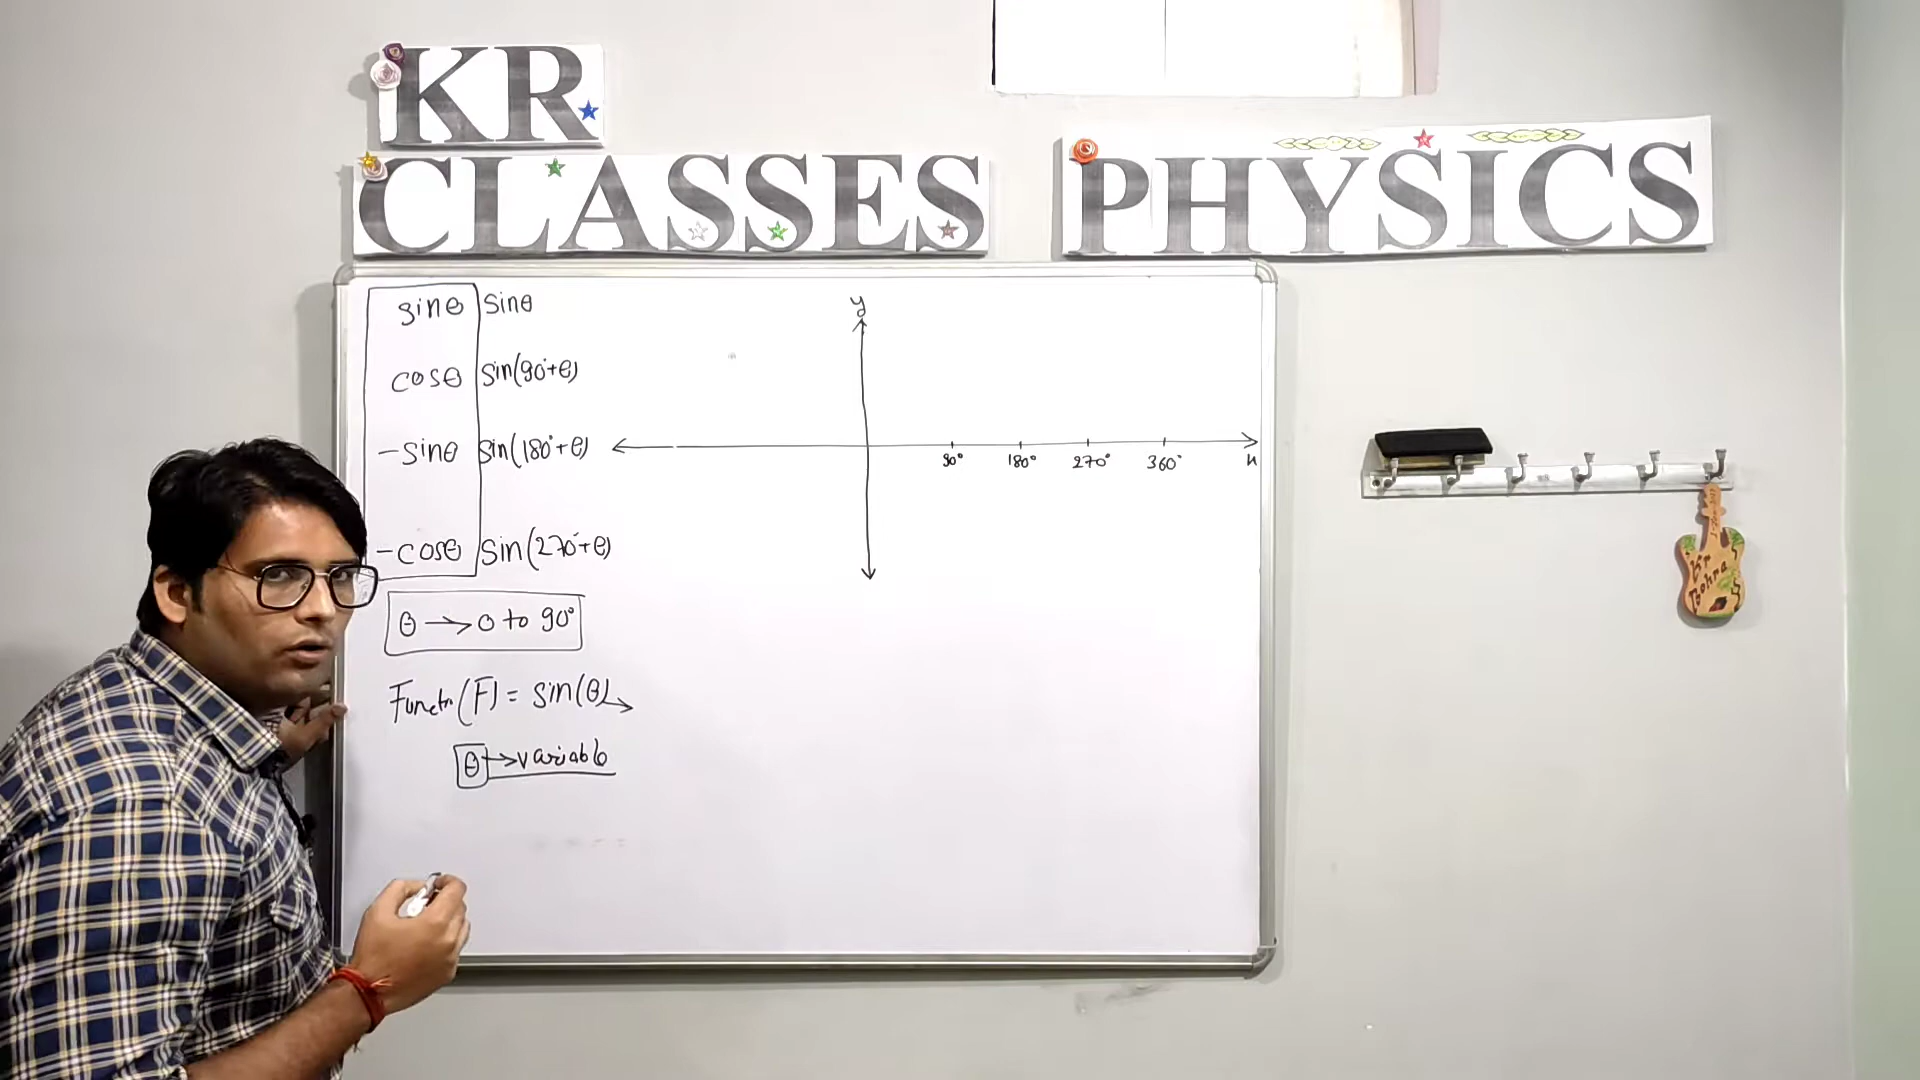 KR
CLASSES
PHYSICS
sinθ sinθ
cosθ sin(90°+θ)
-sinθ sin(180°+θ)
-cosθ sin(270°+θ)
θ → 0 to 90°
Functn(F) = sin(θ)→
θ → variable
y
90° 180° 270° 360° x
Kr